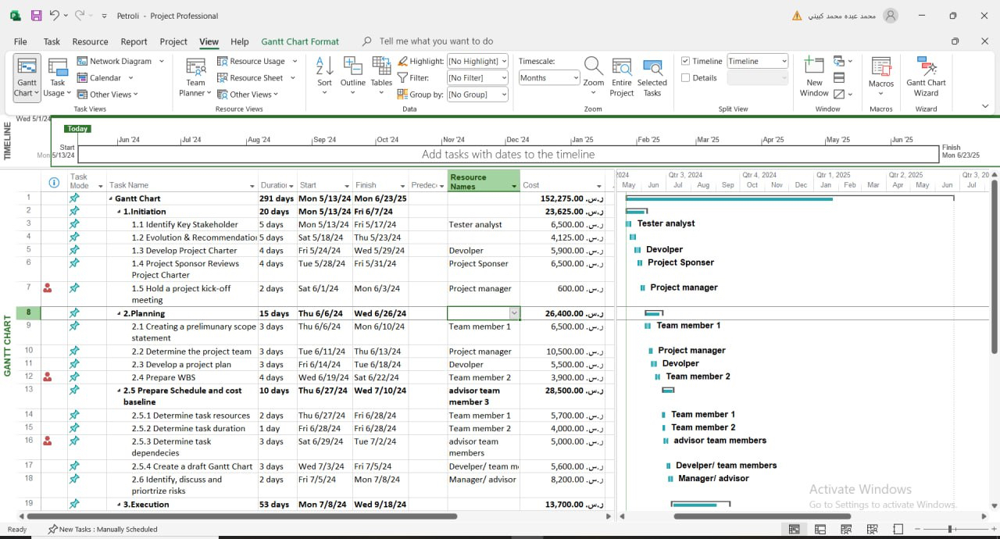 Petroli - Project Professional
محمد عبده محمد كبيني
File Task Resource Report Project View Help Gantt Chart Format Tell me what you want to do
Gantt Chart
Task Usage
Network Diagram
Calendar
Other Views
Task Views
Team Planner
Resource Usage
Resource Sheet
Other Views
Resource Views
Sort
Outline
Tables
Highlight: [No Highlight]
Filter: [No Filter]
Group by: [No Group]
Data
Timescale:
Months
Zoom
Entire Project
Selected Tasks
Zoom
Timeline Timeline
Details
Split View
New Window
Window
Macros
Macros
Gantt Chart Wizard
Wizard
TIMELINE
Wed 5/1/24
Today
Jun '24 Jul '24 Aug '24 Sep '24 Oct '24 Nov '24 Dec '24 Jan '25 Feb '25 Mar '25 Apr '25 May '25 Jun '25
Start
Mon 5/13/24
Add tasks with dates to the timeline
Finish
Mon 6/23/25
GANTT CHART
Task Mode Task Name Duratio Start Finish Predec Resource Names Cost
1 Gantt Chart 291 days Mon 5/13/24 Mon 6/23/25 152,275.00 ر.س.
2 1.Initiation 20 days Mon 5/13/24 Fri 6/7/24 23,625.00 ر.س.
3 1.1 Identify Key Stakeholder 5 days Mon 5/13/24 Fri 5/17/24 Tester analyst 6,500.00 ر.س.
4 1.2 Evolution & Recommendation 5 days Sat 5/18/24 Thu 5/23/24 4,125.00 ر.س.
5 1.3 Develop Project Charter 4 days Fri 5/24/24 Wed 5/29/24 Devolper 5,900.00 ر.س.
6 1.4 Project Sponsor Reviews 4 days Tue 5/28/24 Fri 5/31/24 Project Sponser 6,500.00 ر.س.
Project Charter
7 1.5 Hold a project kick-off 2 days Sat 6/1/24 Mon 6/3/24 Project manager 600.00 ر.س.
meeting
8 2.Planning 15 days Thu 6/6/24 Wed 6/26/24 26,400.00 ر.س.
9 2.1 Creating a prelimunary scope 3 days Thu 6/6/24 Mon 6/10/24 Team member 1 6,500.00 ر.س.
statement
10 2.2 Determine the project team 3 days Tue 6/11/24 Thu 6/13/24 Project manager 10,500.00 ر.س.
11 2.3 Develop a project plan 3 days Fri 6/14/24 Tue 6/18/24 Devolper 5,500.00 ر.س.
12 2.4 Prepare WBS 4 days Wed 6/19/24 Sat 6/22/24 Team member 2 3,900.00 ر.س.
13 2.5 Prepare Schedule and cost 10 days Thu 6/27/24 Wed 7/10/24 advisor team 28,500.00 ر.س.
baseline member 3
14 2.5.1 Determine task resources 2 days Thu 6/27/24 Fri 6/28/24 Team member 1 5,700.00 ر.س.
15 2.5.2 Determine task duration 1 day Fri 6/28/24 Fri 6/28/24 Team member 2 4,000.00 ر.س.
16 2.5.3 Determine task 3 days Sat 6/29/24 Tue 7/2/24 advisor team 5,000.00 ر.س.
dependecies members
17 2.5.4 Create a draft Gantt Chart 3 days Wed 7/3/24 Fri 7/5/24 Develper/ team m 5,600.00 ر.س.
18 2.6 Identify, discuss and 2 days Fri 7/5/24 Mon 7/8/24 Manager/ advisor 8,200.00 ر.س.
priortrize risks
19 3.Execution 53 days Mon 7/8/24 Wed 9/18/24 13,700.00 ر.س.
2024 Qtr 3, 2024 Qtr 4, 2024 Qtr 1, 2025 Qtr 2, 2025 Qtr 3, 20
May Jun Jul Aug Sep Oct Nov Dec Jan Feb Mar Apr May Jun Jul
Tester analyst
Devolper
Project Sponser
Project manager
Team member 1
Project manager
Devolper
Team member 2
Team member 1
Team member 2
advisor team members
Develper/ team members
Manager/ advisor
Activate Windows
Go to Settings to activate Windows.
Ready New Tasks : Manually Scheduled